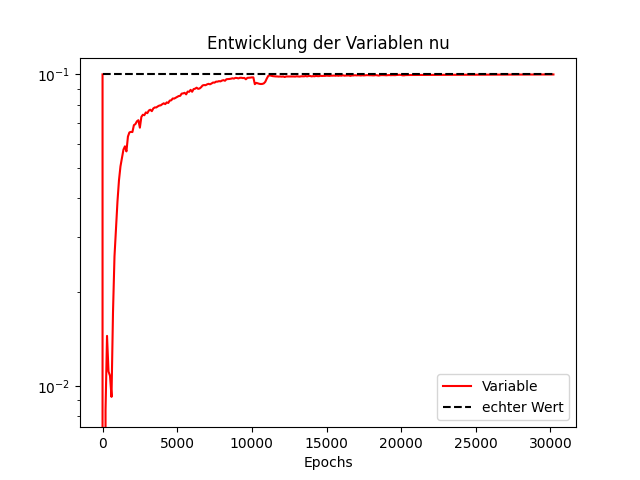 Entwicklung der Variablen nu
10⁻¹
10⁻²
Variable
echter Wert
0 5000 10000 15000 20000 25000 30000
Epochs